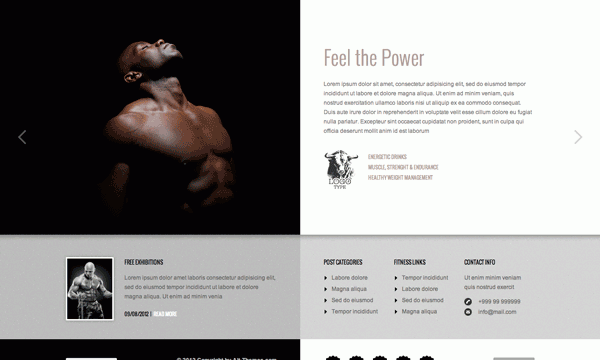 Feel the Power
Lorem ipsum dolor sit amet, consectetur adipisicing elit, sed do eiusmod tempor
incididunt ut labore et dolore magna aliqua. Ut enim ad minim veniam, quis
nostrud exercitation ullamco laboris nisi ut aliquip ex ea commodo consequat.
Duis aute irure dolor in reprehenderit in voluptate velit esse dolore eu fugiat
nulla pariatur. Excepteur sint occaecat cupidatat non proident, sunt in culpa qui
officia deserunt mollit anim id est laborum
LOGO
TYPE
ENERGETIC DRINKS
MUSCLE, STRENGHT & ENDURANCE
HEALTHY WEIGHT MANAGEMENT
FREE EXHIBITIONS
Lorem ipsum dolor amet laboris consectetur adipisicing elit,
sed do eiusmod tempor incididunt ut labore et dolore magna
aliqua. Ut enim ad minim venia
09/08/2012 | READ MORE
POST CATEGORIES
Labore dolore
Magna aliqua
Sed do eiusmod
Tempor incididunt
FITNESS LINKS
Tempor incididunt
Labore dolore
Sed do eiusmod
Magna aliqua
CONTACT INFO
Ut enim ad minim veniam
quis nostrud exercit
+999 99 999999
info@mail.com